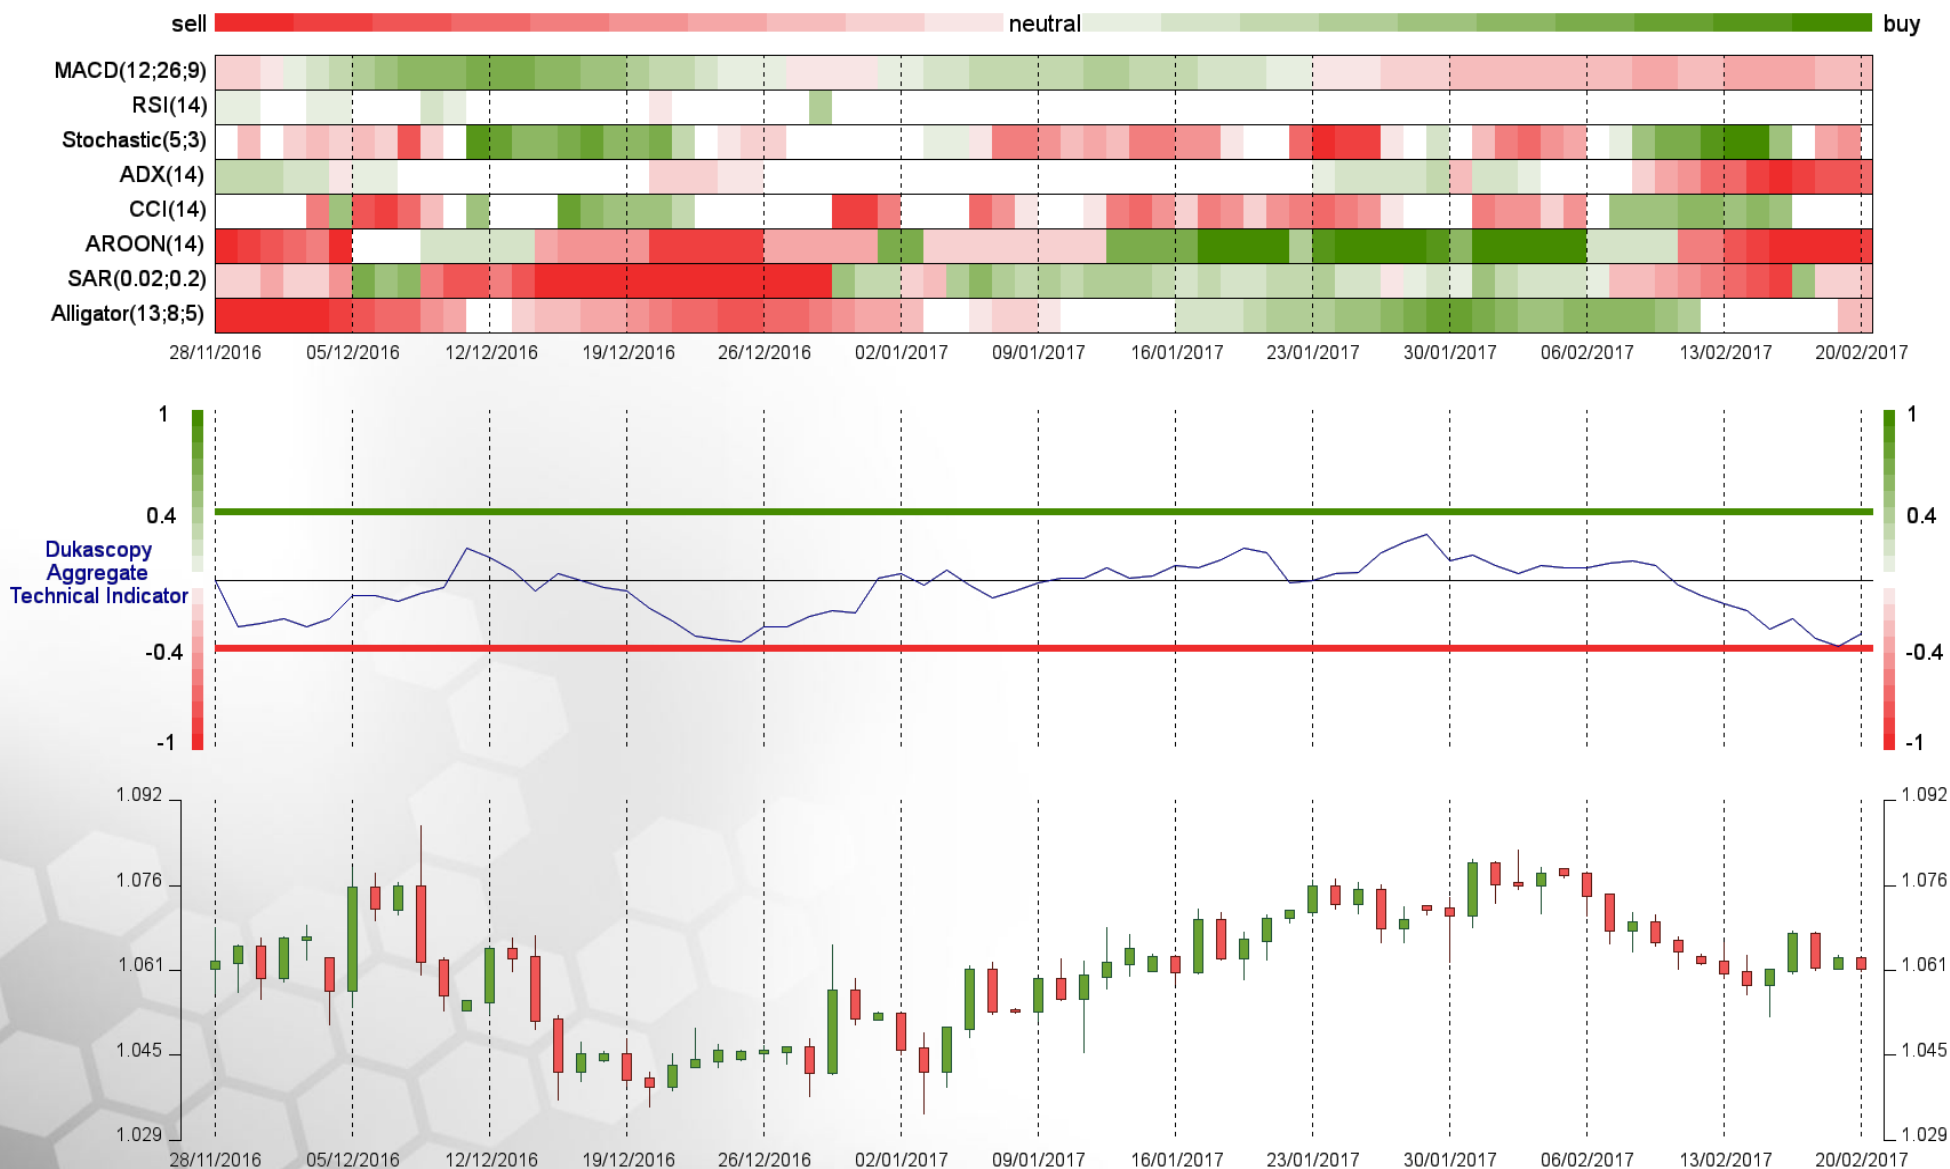 sell neutral buy
MACD(12;26;9)
RSI(14)
Stochastic(5;3)
ADX(14)
CCI(14)
AROON(14)
SAR(0.02;0.2)
Alligator(13;8;5)
28/11/2016 05/12/2016 12/12/2016 19/12/2016 26/12/2016 02/01/2017 09/01/2017 16/01/2017 23/01/2017 30/01/2017 06/02/2017 13/02/2017 20/02/2017
1 1
0.4 0.4
Dukascopy
Aggregate
Technical Indicator
-0.4 -0.4
-1 -1
1.092 1.092
1.076 1.076
1.061 1.061
1.045 1.045
1.029 1.029
28/11/2016 05/12/2016 12/12/2016 19/12/2016 26/12/2016 02/01/2017 09/01/2017 16/01/2017 23/01/2017 30/01/2017 06/02/2017 13/02/2017 20/02/2017